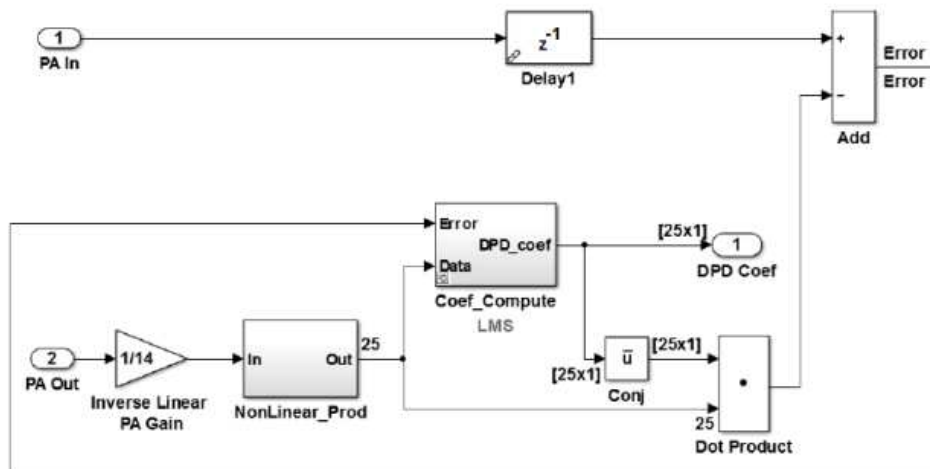 1
PA In
z-1
Delay1
+
−
Error
Error
Add
Error
Data
DPD_coef
Coef_Compute
LMS
[25x1]
1
DPD Coef
2
PA Out
1/14
Inverse Linear
PA Gain
In
Out
NonLinear_Prod
25
[25x1]
ū
Conj
[25x1]
25
Dot Product